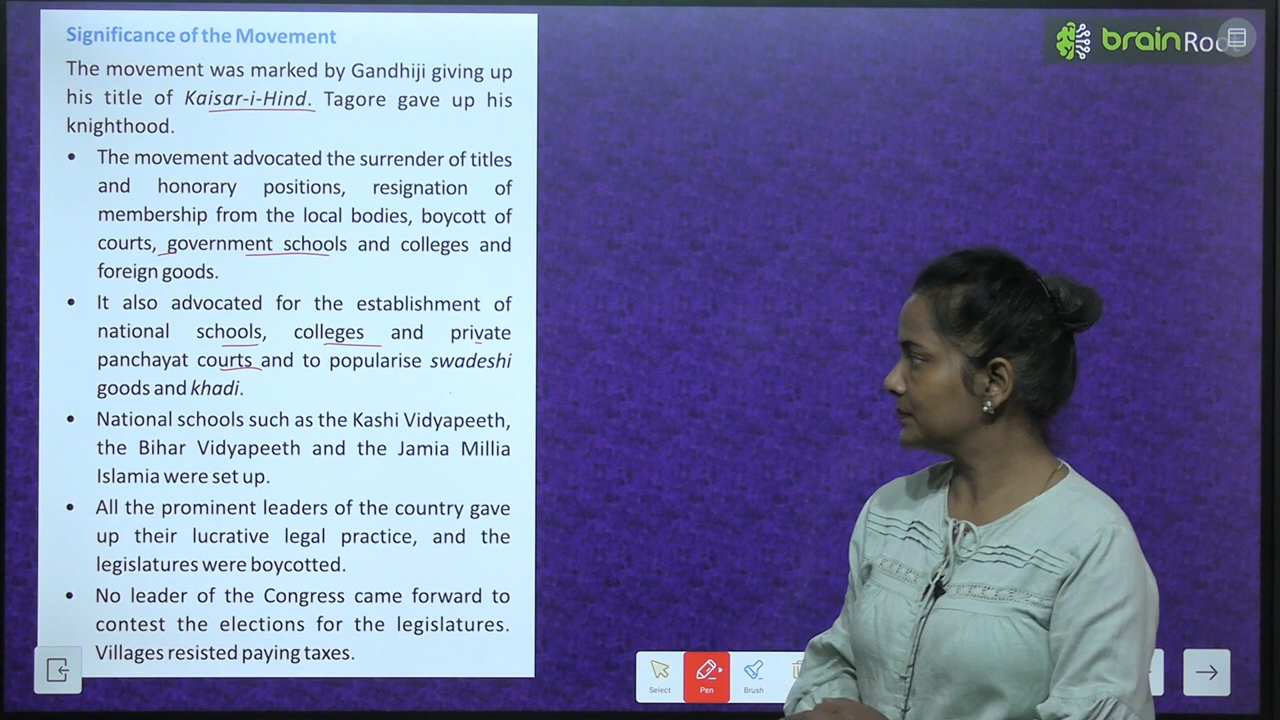 Significance of the Movement
The movement was marked by Gandhiji giving up
his title of Kaisar-i-Hind. Tagore gave up his
knighthood.
• The movement advocated the surrender of titles
and honorary positions, resignation of
membership from the local bodies, boycott of
courts, government schools and colleges and
foreign goods.
• It also advocated for the establishment of
national schools, colleges and private
panchayat courts and to popularise swadeshi
goods and khadi.
• National schools such as the Kashi Vidyapeeth,
the Bihar Vidyapeeth and the Jamia Millia
Islamia were set up.
• All the prominent leaders of the country gave
up their lucrative legal practice, and the
legislatures were boycotted.
• No leader of the Congress came forward to
contest the elections for the legislatures.
Villages resisted paying taxes.
brain
Select
Pen
Brush